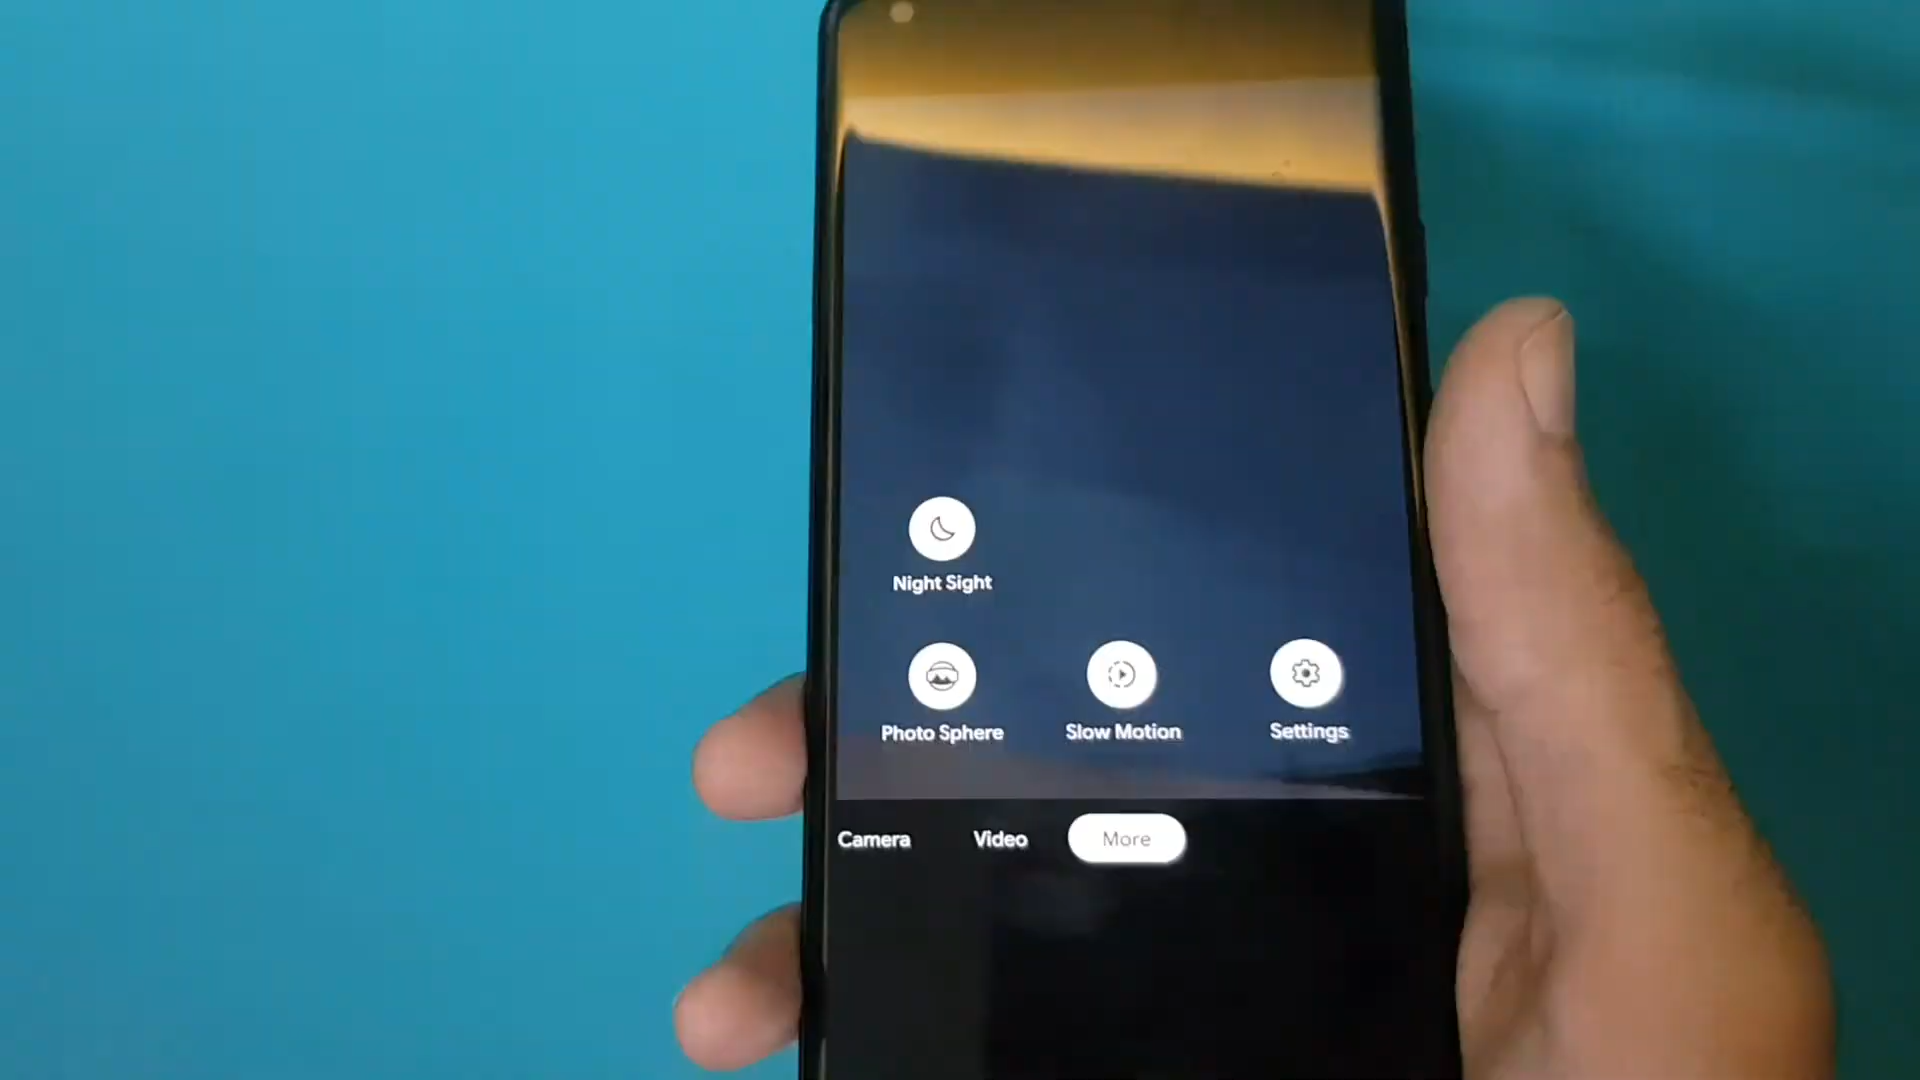 Night Sight
Photo Sphere
Slow Motion
Settings
Camera
Video
More